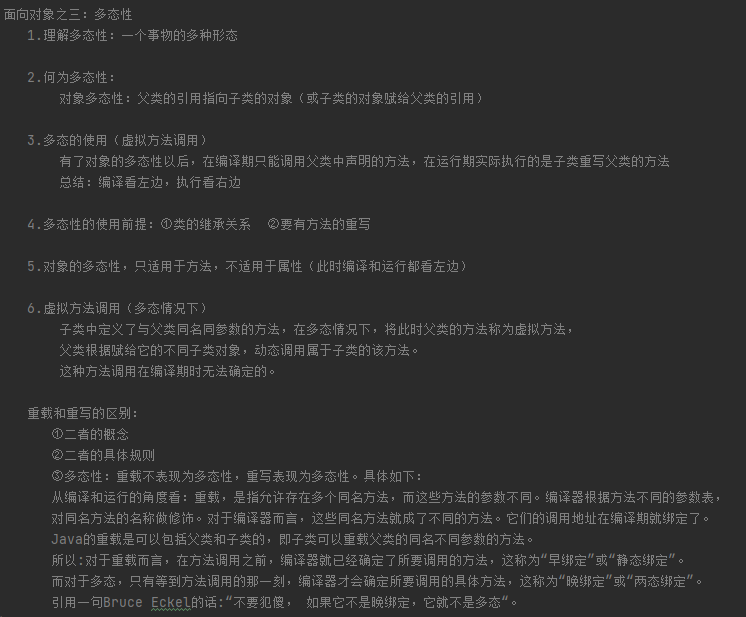 面向对象之三：多态性
1.理解多态性：一个事物的多种形态
2.何为多态性：
对象多态性：父类的引用指向子类的对象（或子类的对象赋给父类的引用）
3.多态的使用（虚拟方法调用）
有了对象的多态性以后，在编译期只能调用父类中声明的方法，在运行期实际执行的是子类重写父类的方法
总结：编译看左边，执行看右边
4.多态性的使用前提：①类的继承关系  ②要有方法的重写
5.对象的多态性，只适用于方法，不适用于属性（此时编译和运行都看左边）
6.虚拟方法调用（多态情况下）
子类中定义了与父类同名同参数的方法，在多态情况下，将此时父类的方法称为虚拟方法，
父类根据赋给它的不同子类对象，动态调用属于子类的该方法。
这种方法调用在编译期时无法确定的。
重载和重写的区别：
①二者的概念
②二者的具体规则
③多态性：重载不表现为多态性，重写表现为多态性。具体如下：
从编译和运行的角度看：重载，是指允许存在多个同名方法，而这些方法的参数不同。编译器根据方法不同的参数表，
对同名方法的名称做修饰。对于编译器而言，这些同名方法就成了不同的方法。它们的调用地址在编译期就绑定了。
Java的重载是可以包括父类和子类的，即子类可以重载父类的同名不同参数的方法。
所以:对于重载而言，在方法调用之前，编译器就已经确定了所要调用的方法，这称为“早绑定”或“静态绑定”。
而对于多态，只有等到方法调用的那一刻，编译器才会确定所要调用的具体方法，这称为“晚绑定”或“两态绑定”。
引用一句Bruce Eckel的话:“不要犯傻， 如果它不是晚绑定，它就不是多态“。